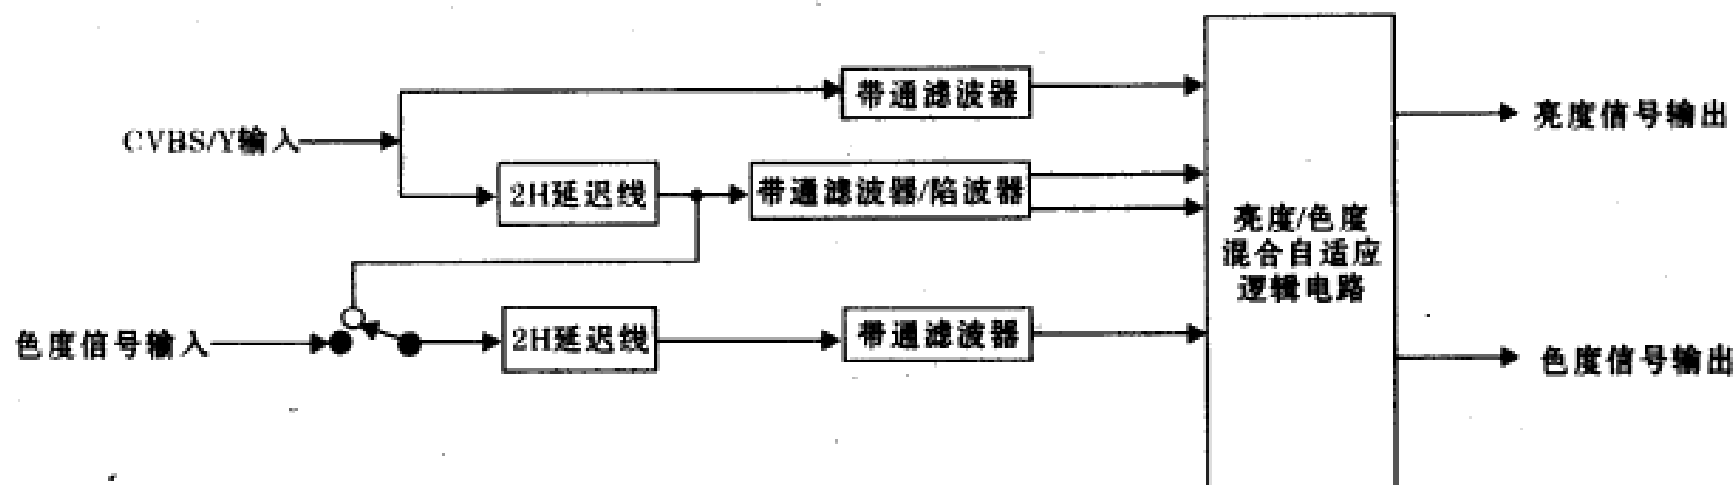 带通滤波器
CVBS/Y输入
亮度信号输出
2H延迟线
带通滤波器/陷波器
亮度/色度
混合自适应
逻辑电路
色度信号输入
2H延迟线
带通滤波器
色度信号输出